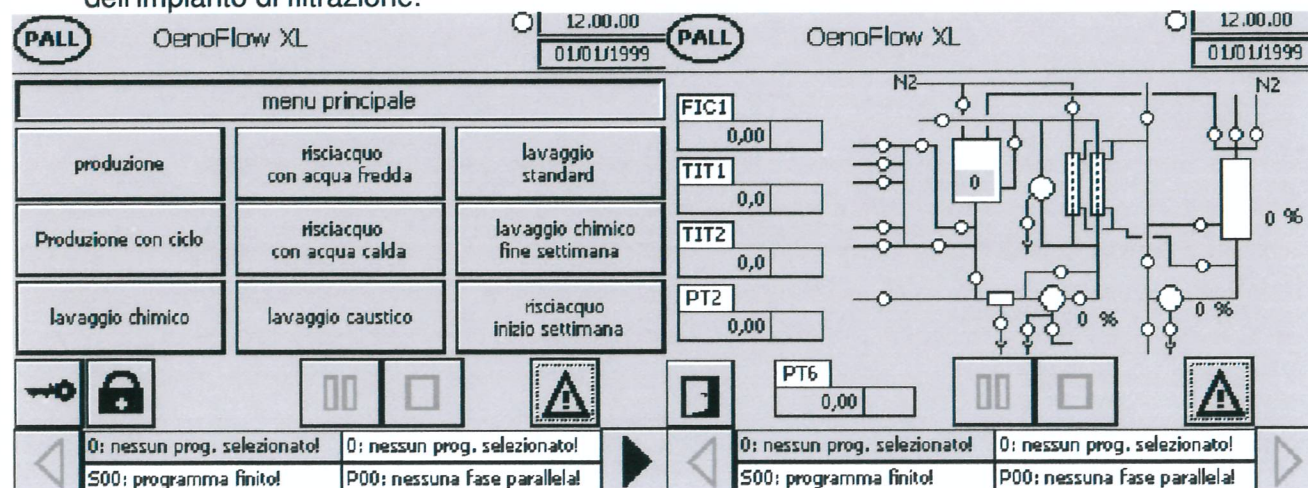 dell'impianto di filtrazione.
PALL
OenoFlow XL
12.00.00
01/01/1999
menu principale
produzione
risciacquo
con acqua fredda
lavaggio
standard
Produzione con ciclo
risciacquo
con acqua calda
lavaggio chimico
fine settimana
lavaggio chimico
lavaggio caustico
risciacquo
inizio settimana
0: nessun prog. selezionato!
0: nessun prog. selezionato!
S00: programma finito!
P00: nessuna fase parallela!
PALL
OenoFlow XL
12.00.00
01/01/1999
N2
N2
FIC1
0,00
TIT1
0,0
TIT2
0,0
PT2
0,00
0
0 %
0 %
0 %
PT6
0,00
0: nessun prog. selezionato!
0: nessun prog. selezionato!
S00: programma finito!
P00: nessuna fase parallela!